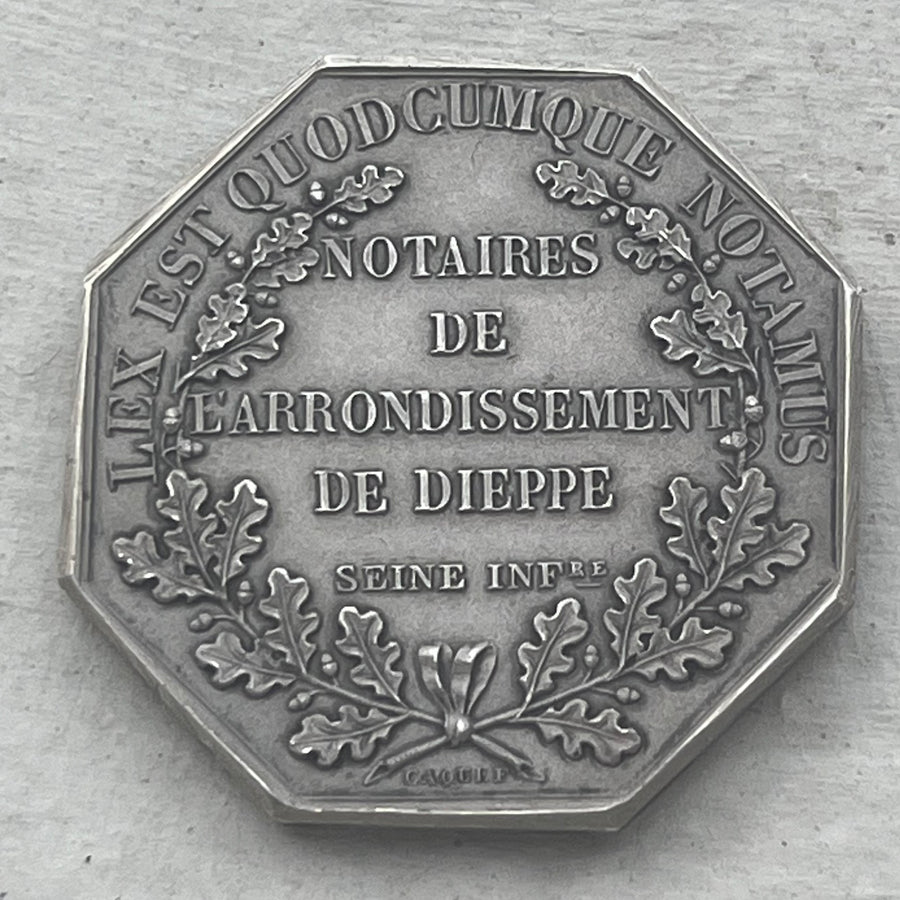 LEX EST QUODCUMQUE NOTAMUS
NOTAIRES
DE
L'ARRONDISSEMENT
DE DIEPPE
SEINE INFRE